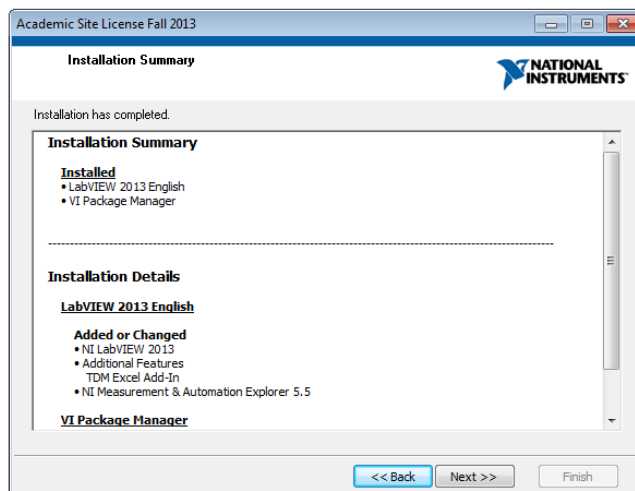 Academic Site License Fall 2013
Installation Summary
NATIONAL
INSTRUMENTS™
Installation has completed.
Installation Summary
Installed
• LabVIEW 2013 English
• VI Package Manager
--------------------------------------------------------------------------------------------------------------
Installation Details
LabVIEW 2013 English
Added or Changed
• NI LabVIEW 2013
• Additional Features
TDM Excel Add-In
• NI Measurement & Automation Explorer 5.5
VI Package Manager
<< Back Next >> Finish